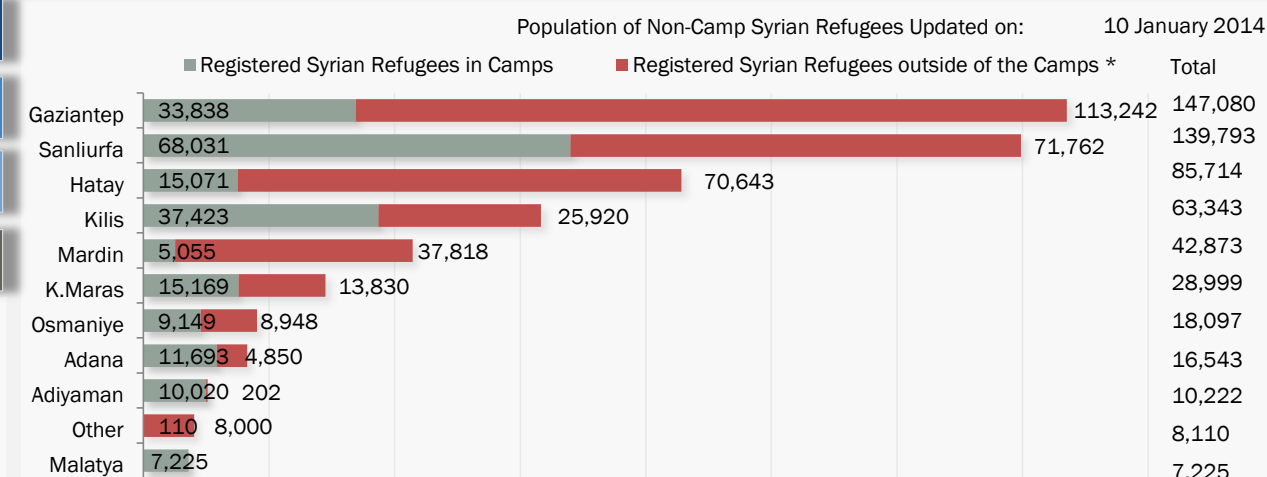 Population of Non-Camp Syrian Refugees Updated on: 10 January 2014
Registered Syrian Refugees in Camps Registered Syrian Refugees outside of the Camps * Total
Gaziantep 33,838 113,242 147,080
Sanliurfa 68,031 71,762 139,793
Hatay 15,071 70,643 85,714
Kilis 37,423 25,920 63,343
Mardin 5,055 37,818 42,873
K.Maras 15,169 13,830 28,999
Osmaniye 9,149 8,948 18,097
Adana 11,693 4,850 16,543
Adiyaman 10,020 202 10,222
Other 110 8,000 8,110
Malatya 7,225 7,225